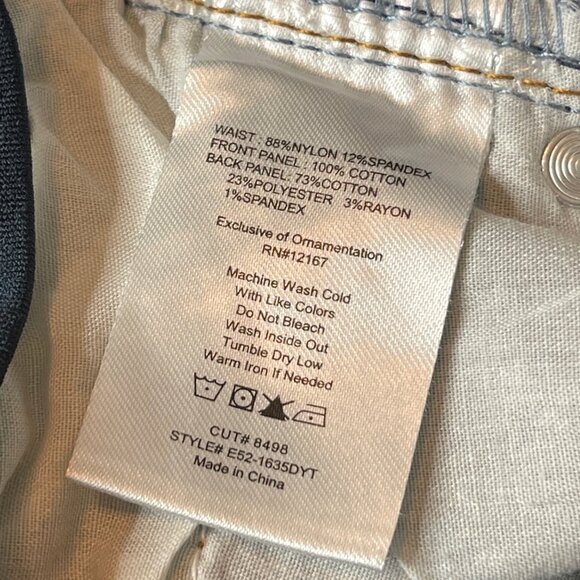 WAIST : 88%NYLON 12%SPANDEX
FRONT PANEL : 100% COTTON
BACK PANEL: 73%COTTON
23%POLYESTER 3%RAYON
1%SPANDEX
Exclusive of Ornamentation
RN#12167
Machine Wash Cold
With Like Colors
Do Not Bleach
Wash Inside Out
Tumble Dry Low
Warm Iron If Needed
CUT# 8498
STYLE# E52-1635DYT
Made in China